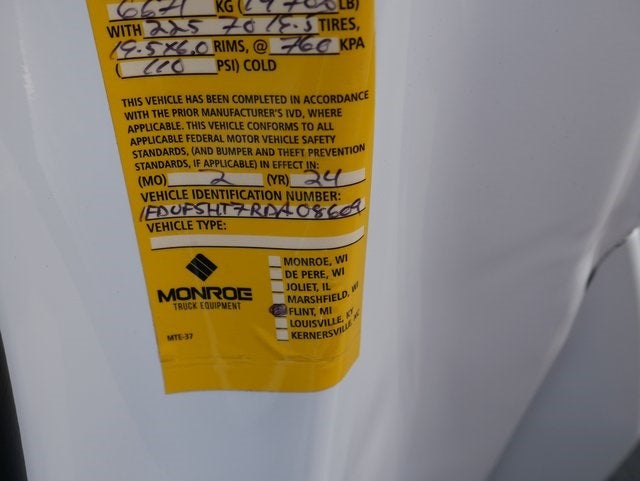 6671 KG (14706 LB)
WITH 225 70 19.5 TIRES,
19.5x6.0 RIMS, @ 760 KPA
(110 PSI) COLD
THIS VEHICLE HAS BEEN COMPLETED IN ACCORDANCE
WITH THE PRIOR MANUFACTURER'S IVD, WHERE
APPLICABLE. THIS VEHICLE CONFORMS TO ALL
APPLICABLE FEDERAL MOTOR VEHICLE SAFETY
STANDARDS, (AND BUMPER AND THEFT PREVENTION
STANDARDS, IF APPLICABLE) IN EFFECT IN:
(MO) 2 (YR) 24
VEHICLE IDENTIFICATION NUMBER:
1FDUF5HT7RDA08609
VEHICLE TYPE:
MONROE, WI
DE PERE, WI
JOLIET, IL
MARSHFIELD, WI
FLINT, MI
LOUISVILLE, KY
KERNERSVILLE, NC
MONROE
TRUCK EQUIPMENT
MTE-37